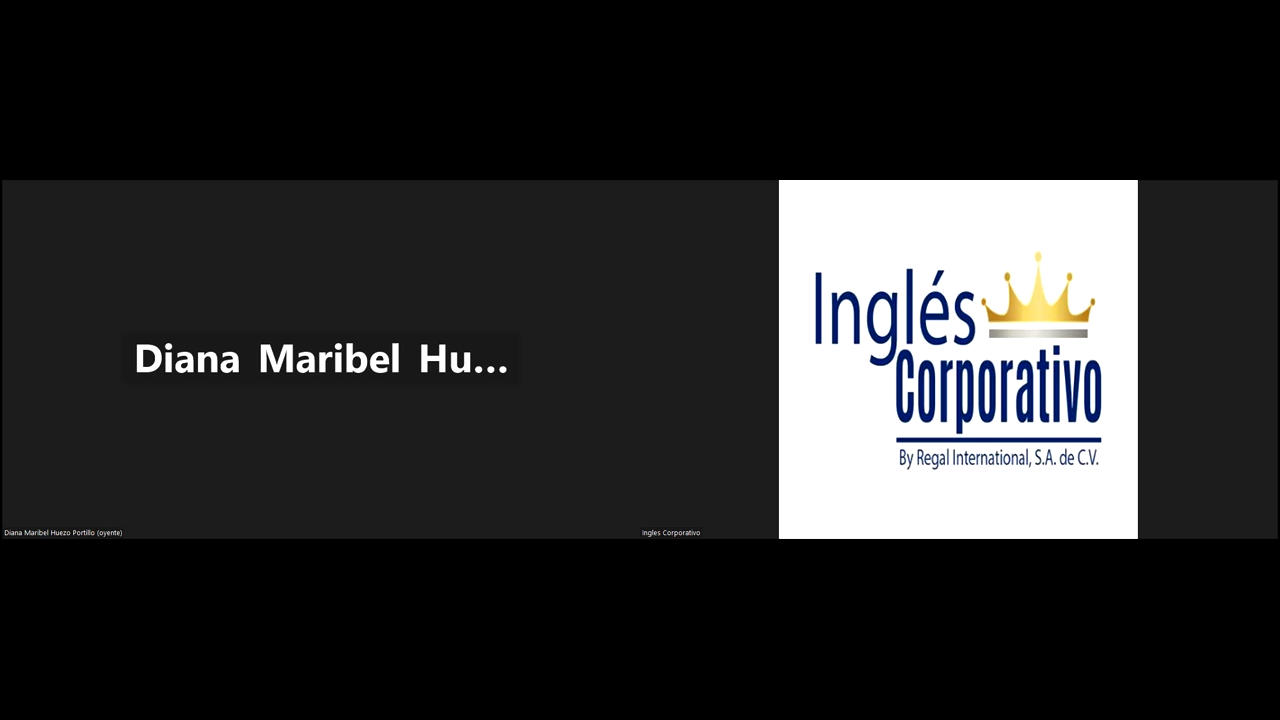 Diana Maribel Hu...
Inglés
Corporativo
By Regal International, S.A. de C.V.
Diana Maribel Huezo Portillo (oyente)
Ingles Corporativo